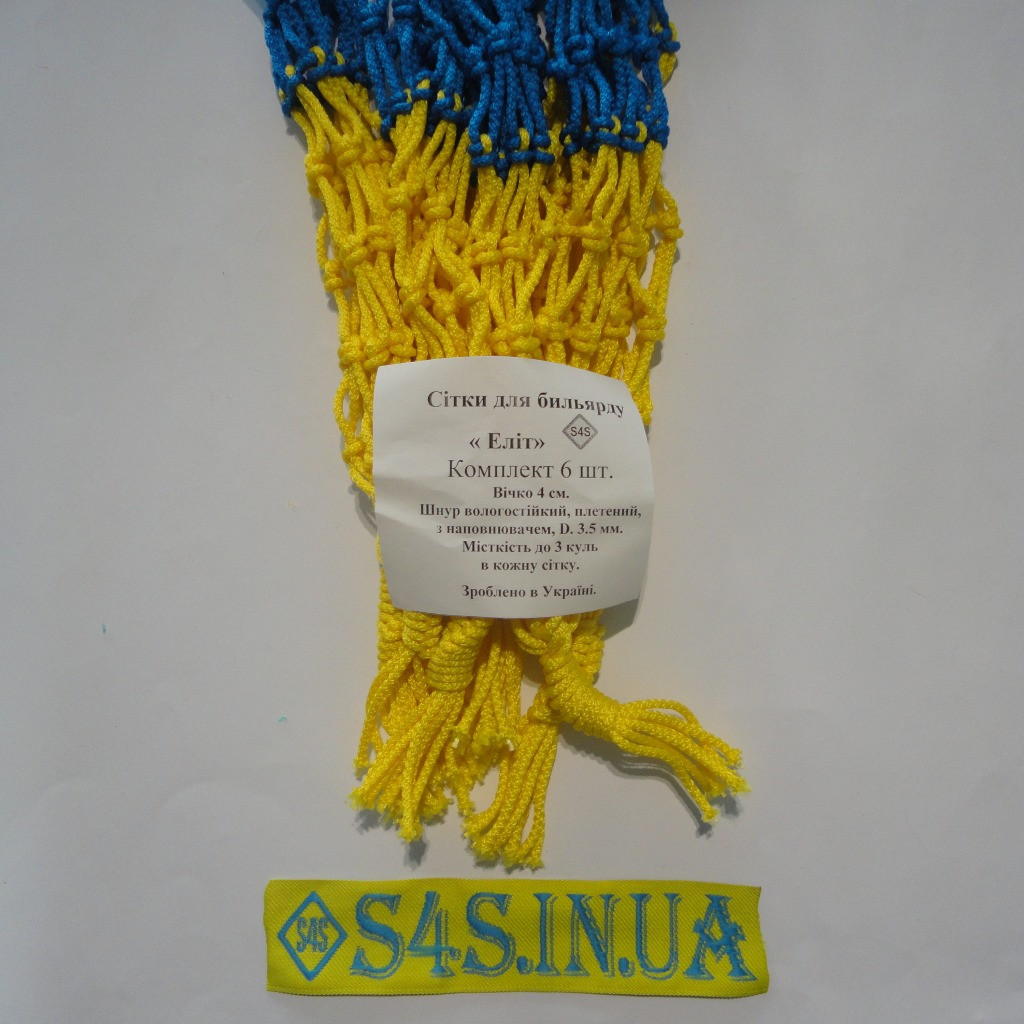 Сітки для бильярду
« Еліт» S4S
Комплект 6 шт.
Вічко 4 см.
Шнур вологостійкий, плетений,
з наповнювачем, D. 3.5 мм.
Місткість до 3 куль
в кожну сітку.
Зроблено в Україні.
S4S S4S.IN.UA